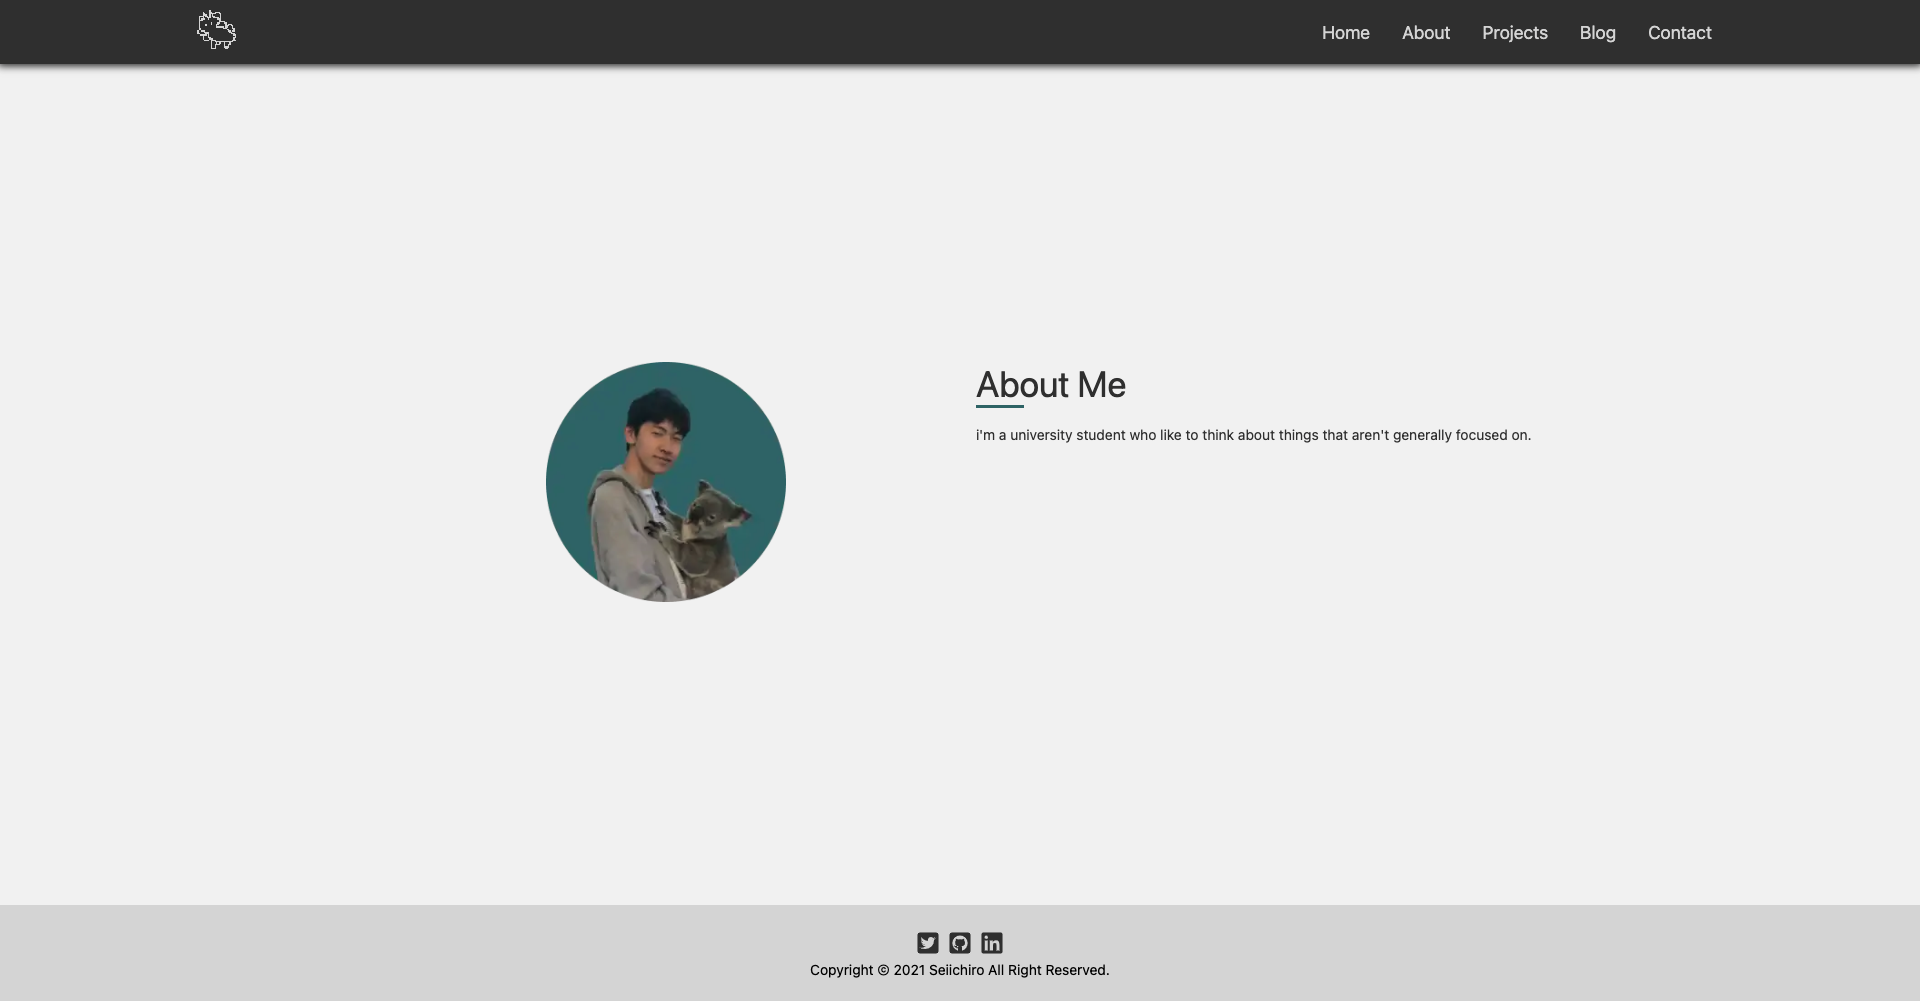 Home About Projects Blog Contact
About Me
i'm a university student who like to think about things that aren't generally focused on.
Copyright © 2021 Seiichiro All Right Reserved.